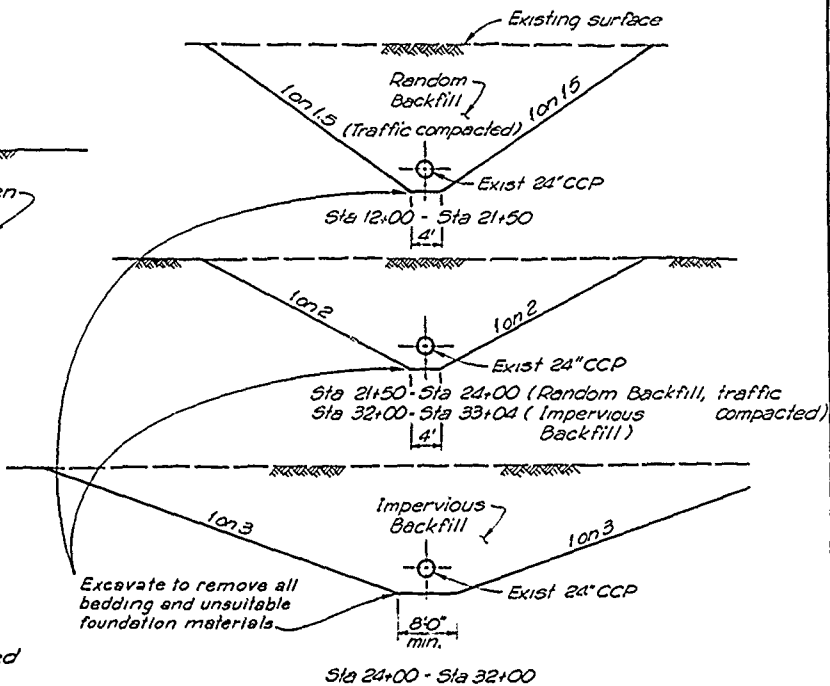 Existing surface
Random
Backfill
1 on 1.5
1 on 1.5
(Traffic compacted)
Exist 24" CCP
Sta 12+00 - Sta 21+50
4'
1 on 2
1 on 2
Exist 24" CCP
Sta 21+50 - Sta 24+00 (Random Backfill, traffic
Sta 32+00 - Sta 33+04 (Impervious compacted)
Backfill)
4'
Impervious
Backfill
1 on 3
1 on 3
Exist 24" CCP
Excavate to remove all
bedding and unsuitable
foundation materials
8'0"
min.
Sta 24+00 - Sta 32+00